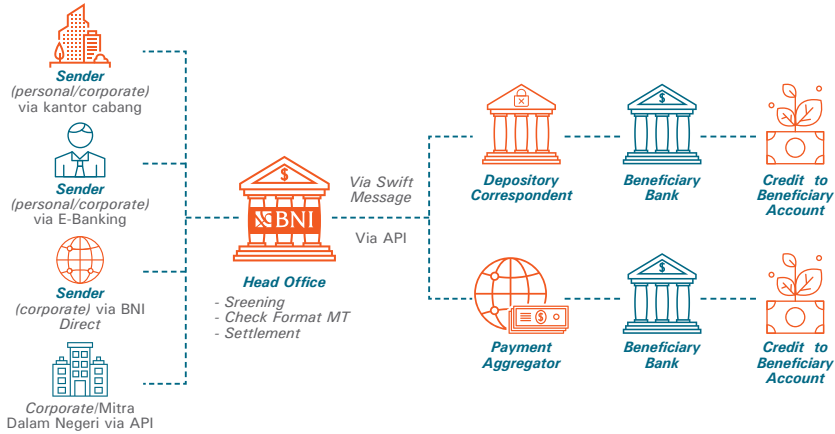 Sender
(personal/corporate)
via kantor cabang
Sender
(personal/corporate)
via E-Banking
Sender
(corporate) via BNI
Direct
Corporate/Mitra
Dalam Negeri via API
$
BNI
Head Office
- Sreening
- Check Format MT
- Settlement
Via Swift
Message
Via API
Depository
Correspondent
$
Beneficiary
Bank
Credit to
Beneficiary
Account
$
Payment
Aggregator
$
Beneficiary
Bank
Credit to
Beneficiary
Account